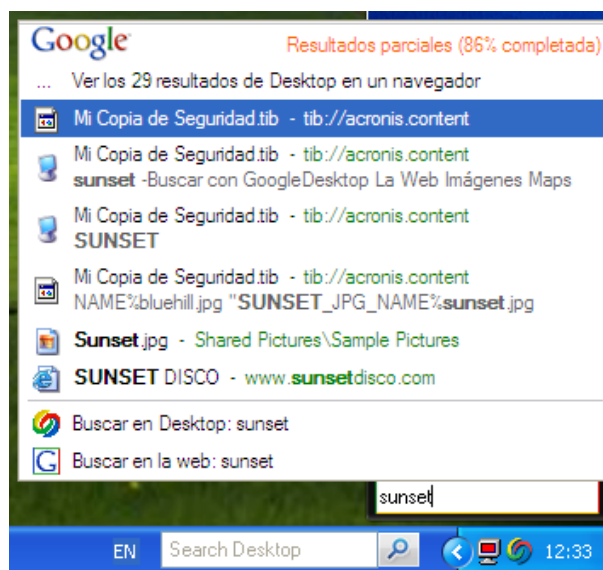 Google Resultados parciales (86% completada)
... Ver los 29 resultados de Desktop en un navegador
Mi Copia de Seguridad.tib - tib://acronis.content
Mi Copia de Seguridad.tib - tib://acronis.content
sunset -Buscar con GoogleDesktop La Web Imágenes Maps
Mi Copia de Seguridad.tib - tib://acronis.content
SUNSET
Mi Copia de Seguridad.tib - tib://acronis.content
NAME%bluehill.jpg "SUNSET_JPG_NAME%sunset.jpg
Sunset.jpg - Shared Pictures\Sample Pictures
SUNSET DISCO - www.sunsetdisco.com
Buscar en Desktop: sunset
G Buscar en la web: sunset
sunset
EN Search Desktop 12:33